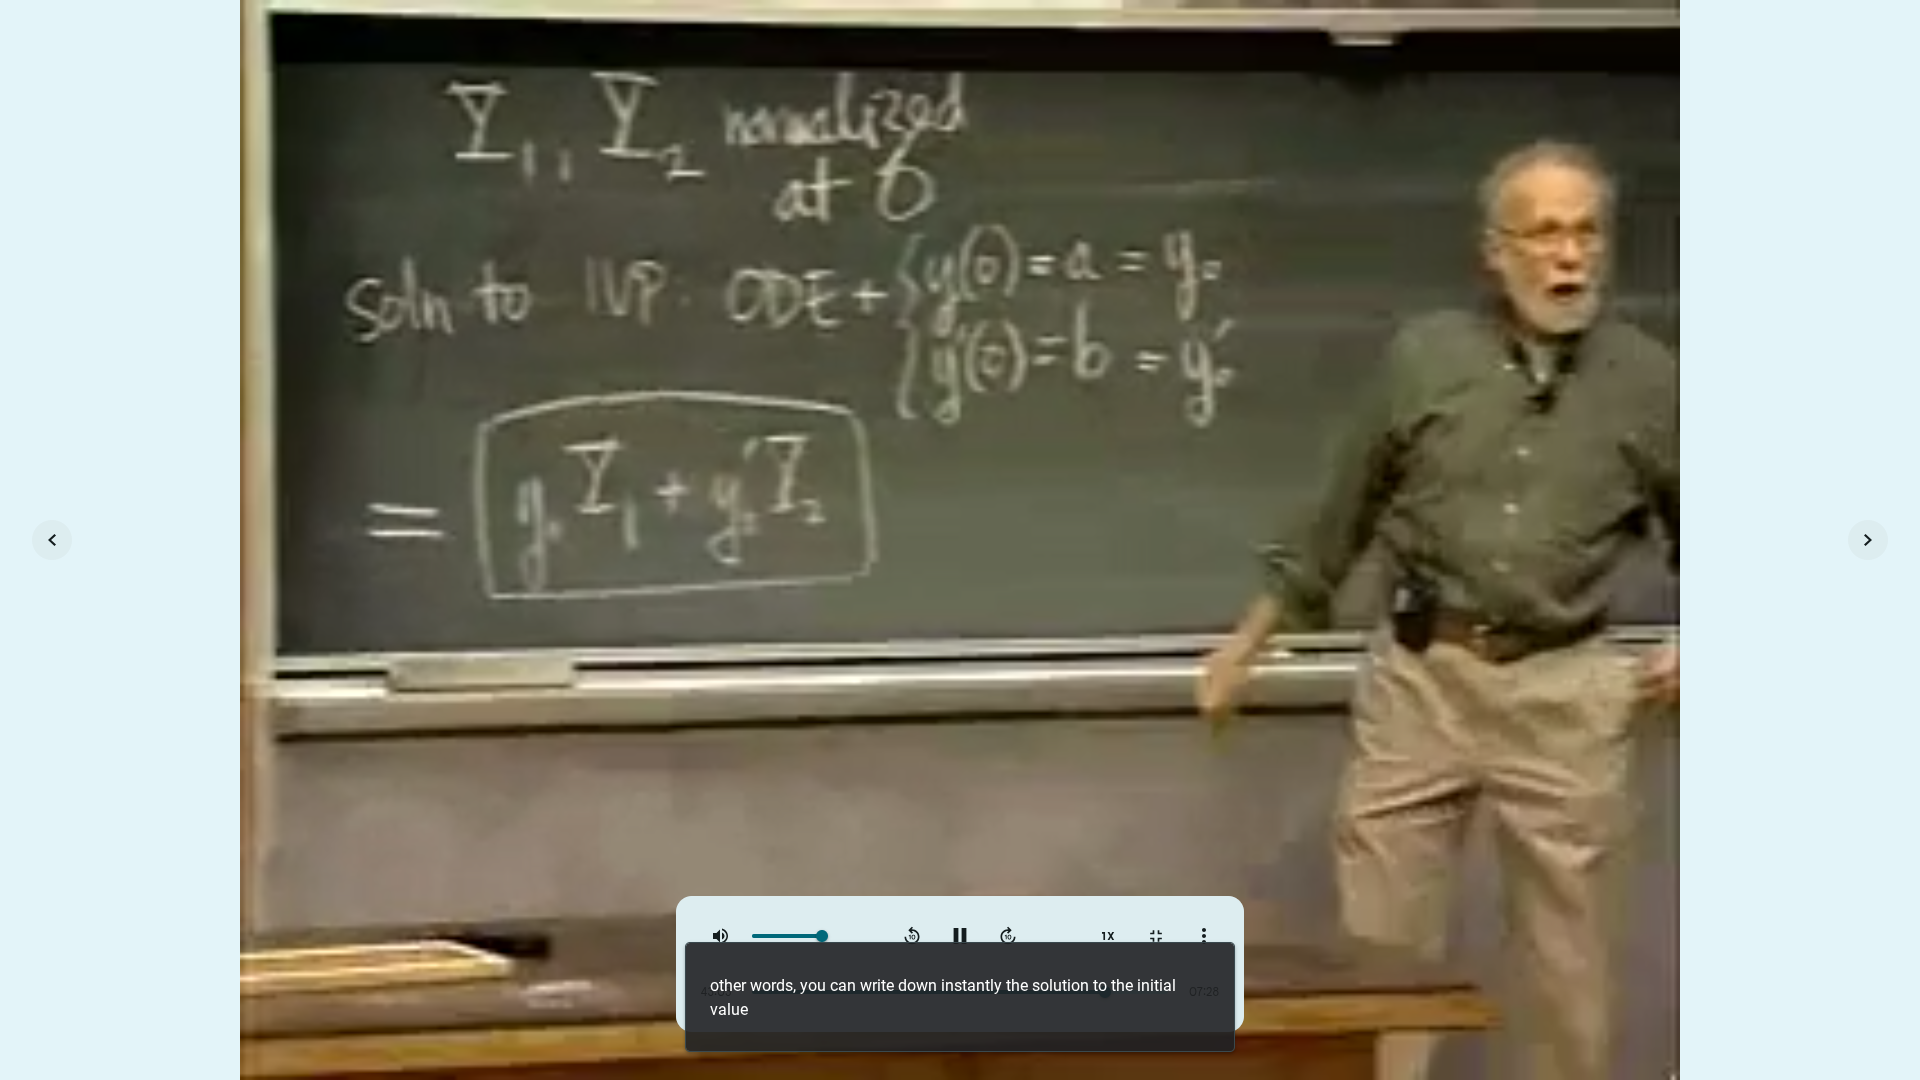 Y₁, Y₂ normalized
at 0
Soln to IVP. ODE + { y(0) = a = y₀
{ y'(0) = b = y₀'
= y₀Y₁ + y₀'Y₂
1X
other words, you can write down instantly the solution to the initial
value
07:28